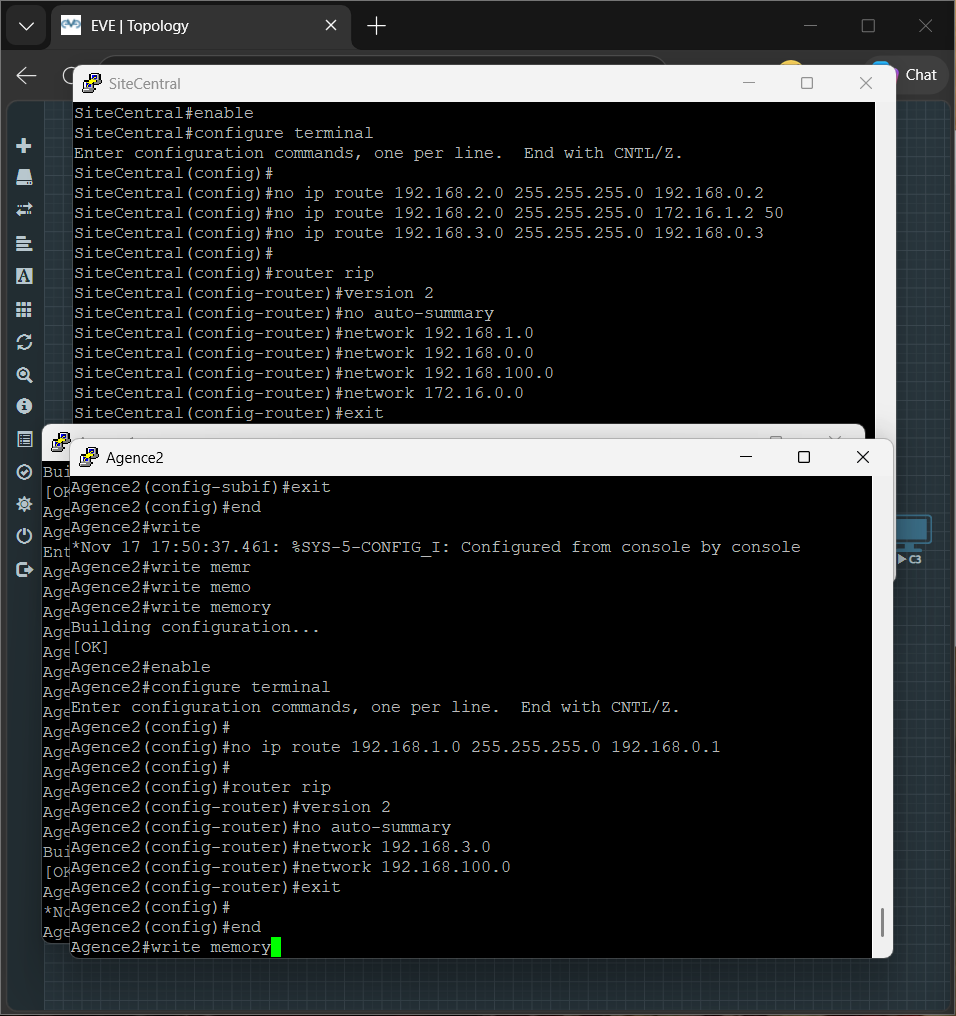 EVE | Topology
Chat
SiteCentral
SiteCentral#enable
SiteCentral#configure terminal
Enter configuration commands, one per line.  End with CNTL/Z.
SiteCentral(config)#
SiteCentral(config)#no ip route 192.168.2.0 255.255.255.0 192.168.0.2
SiteCentral(config)#no ip route 192.168.2.0 255.255.255.0 172.16.1.2 50
SiteCentral(config)#no ip route 192.168.3.0 255.255.255.0 192.168.0.3
SiteCentral(config)#
SiteCentral(config)#router rip
SiteCentral(config-router)#version 2
SiteCentral(config-router)#no auto-summary
SiteCentral(config-router)#network 192.168.1.0
SiteCentral(config-router)#network 192.168.0.0
SiteCentral(config-router)#network 192.168.100.0
SiteCentral(config-router)#network 172.16.0.0
SiteCentral(config-router)#exit
Agence2
Agence2(config-subif)#exit
Agence2(config)#end
Agence2#write
*Nov 17 17:50:37.461: %SYS-5-CONFIG_I: Configured from console by console
Agence2#write memr
Agence2#write memo
Agence2#write memory
Building configuration...
[OK]
Agence2#enable
Agence2#configure terminal
Enter configuration commands, one per line.  End with CNTL/Z.
Agence2(config)#
Agence2(config)#no ip route 192.168.1.0 255.255.255.0 192.168.0.1
Agence2(config)#
Agence2(config)#router rip
Agence2(config-router)#version 2
Agence2(config-router)#no auto-summary
Agence2(config-router)#network 192.168.3.0
Agence2(config-router)#network 192.168.100.0
Agence2(config-router)#exit
Agence2(config)#
Agence2(config)#end
Agence2#write memory
C3